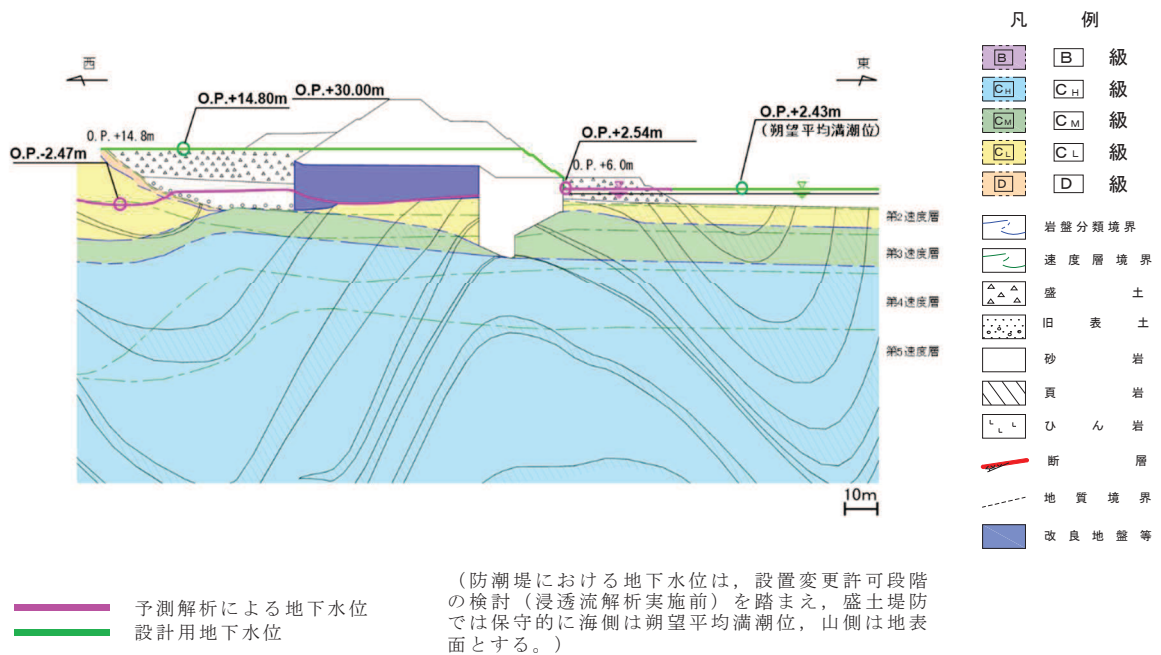 西
東
O.P.+14.80m
O.P.+30.00m
O.P.+2.43m
(朔望平均満潮位)
O.P.+14.8m
O.P.+2.54m
O.P.-2.47m
O.P.+6.0m
第2速度層
第3速度層
第4速度層
第5速度層
10m
凡 例
B B 級
CH CH 級
CM CM 級
CL CL 級
D D 級
岩盤分類境界
速度層境界
盛土
旧表土
砂岩
頁岩
ひん岩
断層
地質境界
改良地盤等
予測解析による地下水位
設計用地下水位
（防潮堤における地下水位は，設置変更許可段階
の検討（浸透流解析実施前）を踏まえ，盛土堤防
では保守的に海側は朔望平均満潮位，山側は地表
面とする。）